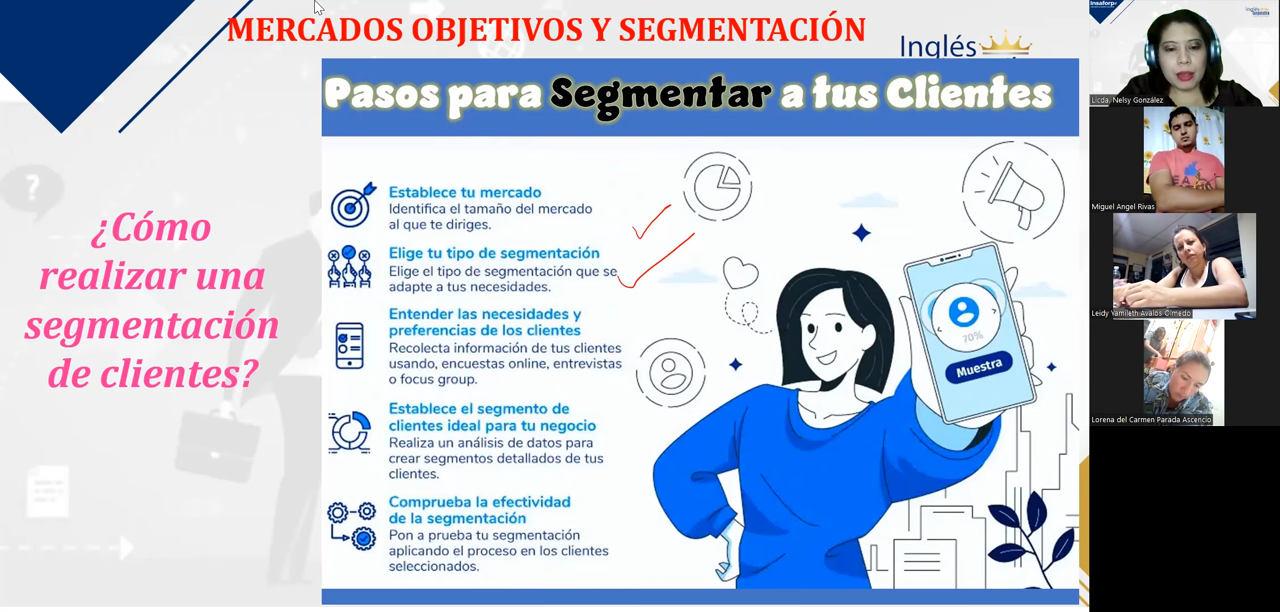 MERCADOS OBJETIVOS Y SEGMENTACIÓN
Inglés
Pasos para Segmentar a tus Clientes
¿Cómo
realizar una
segmentación
de clientes?
Establece tu mercado
Identifica el tamaño del mercado
al que te diriges.
Elige tu tipo de segmentación
Elige el tipo de segmentación que se
adapte a tus necesidades.
Entender las necesidades y
preferencias de los clientes
Recolecta información de tus clientes
usando, encuestas online, entrevistas
o focus group.
Establece el segmento de
clientes ideal para tu negocio
Realiza un análisis de datos para
crear segmentos detallados de tus
clientes.
Comprueba la efectividad
de la segmentación
Pon a prueba tu segmentación
aplicando el proceso en los clientes
seleccionados.
70%
Muestra
Insaforp
Licda. Nelsy González
Miguel Angel Rivas
Leidy Yamileth Avalos Olmedo
Lorena del Carmen Parada Ascencio